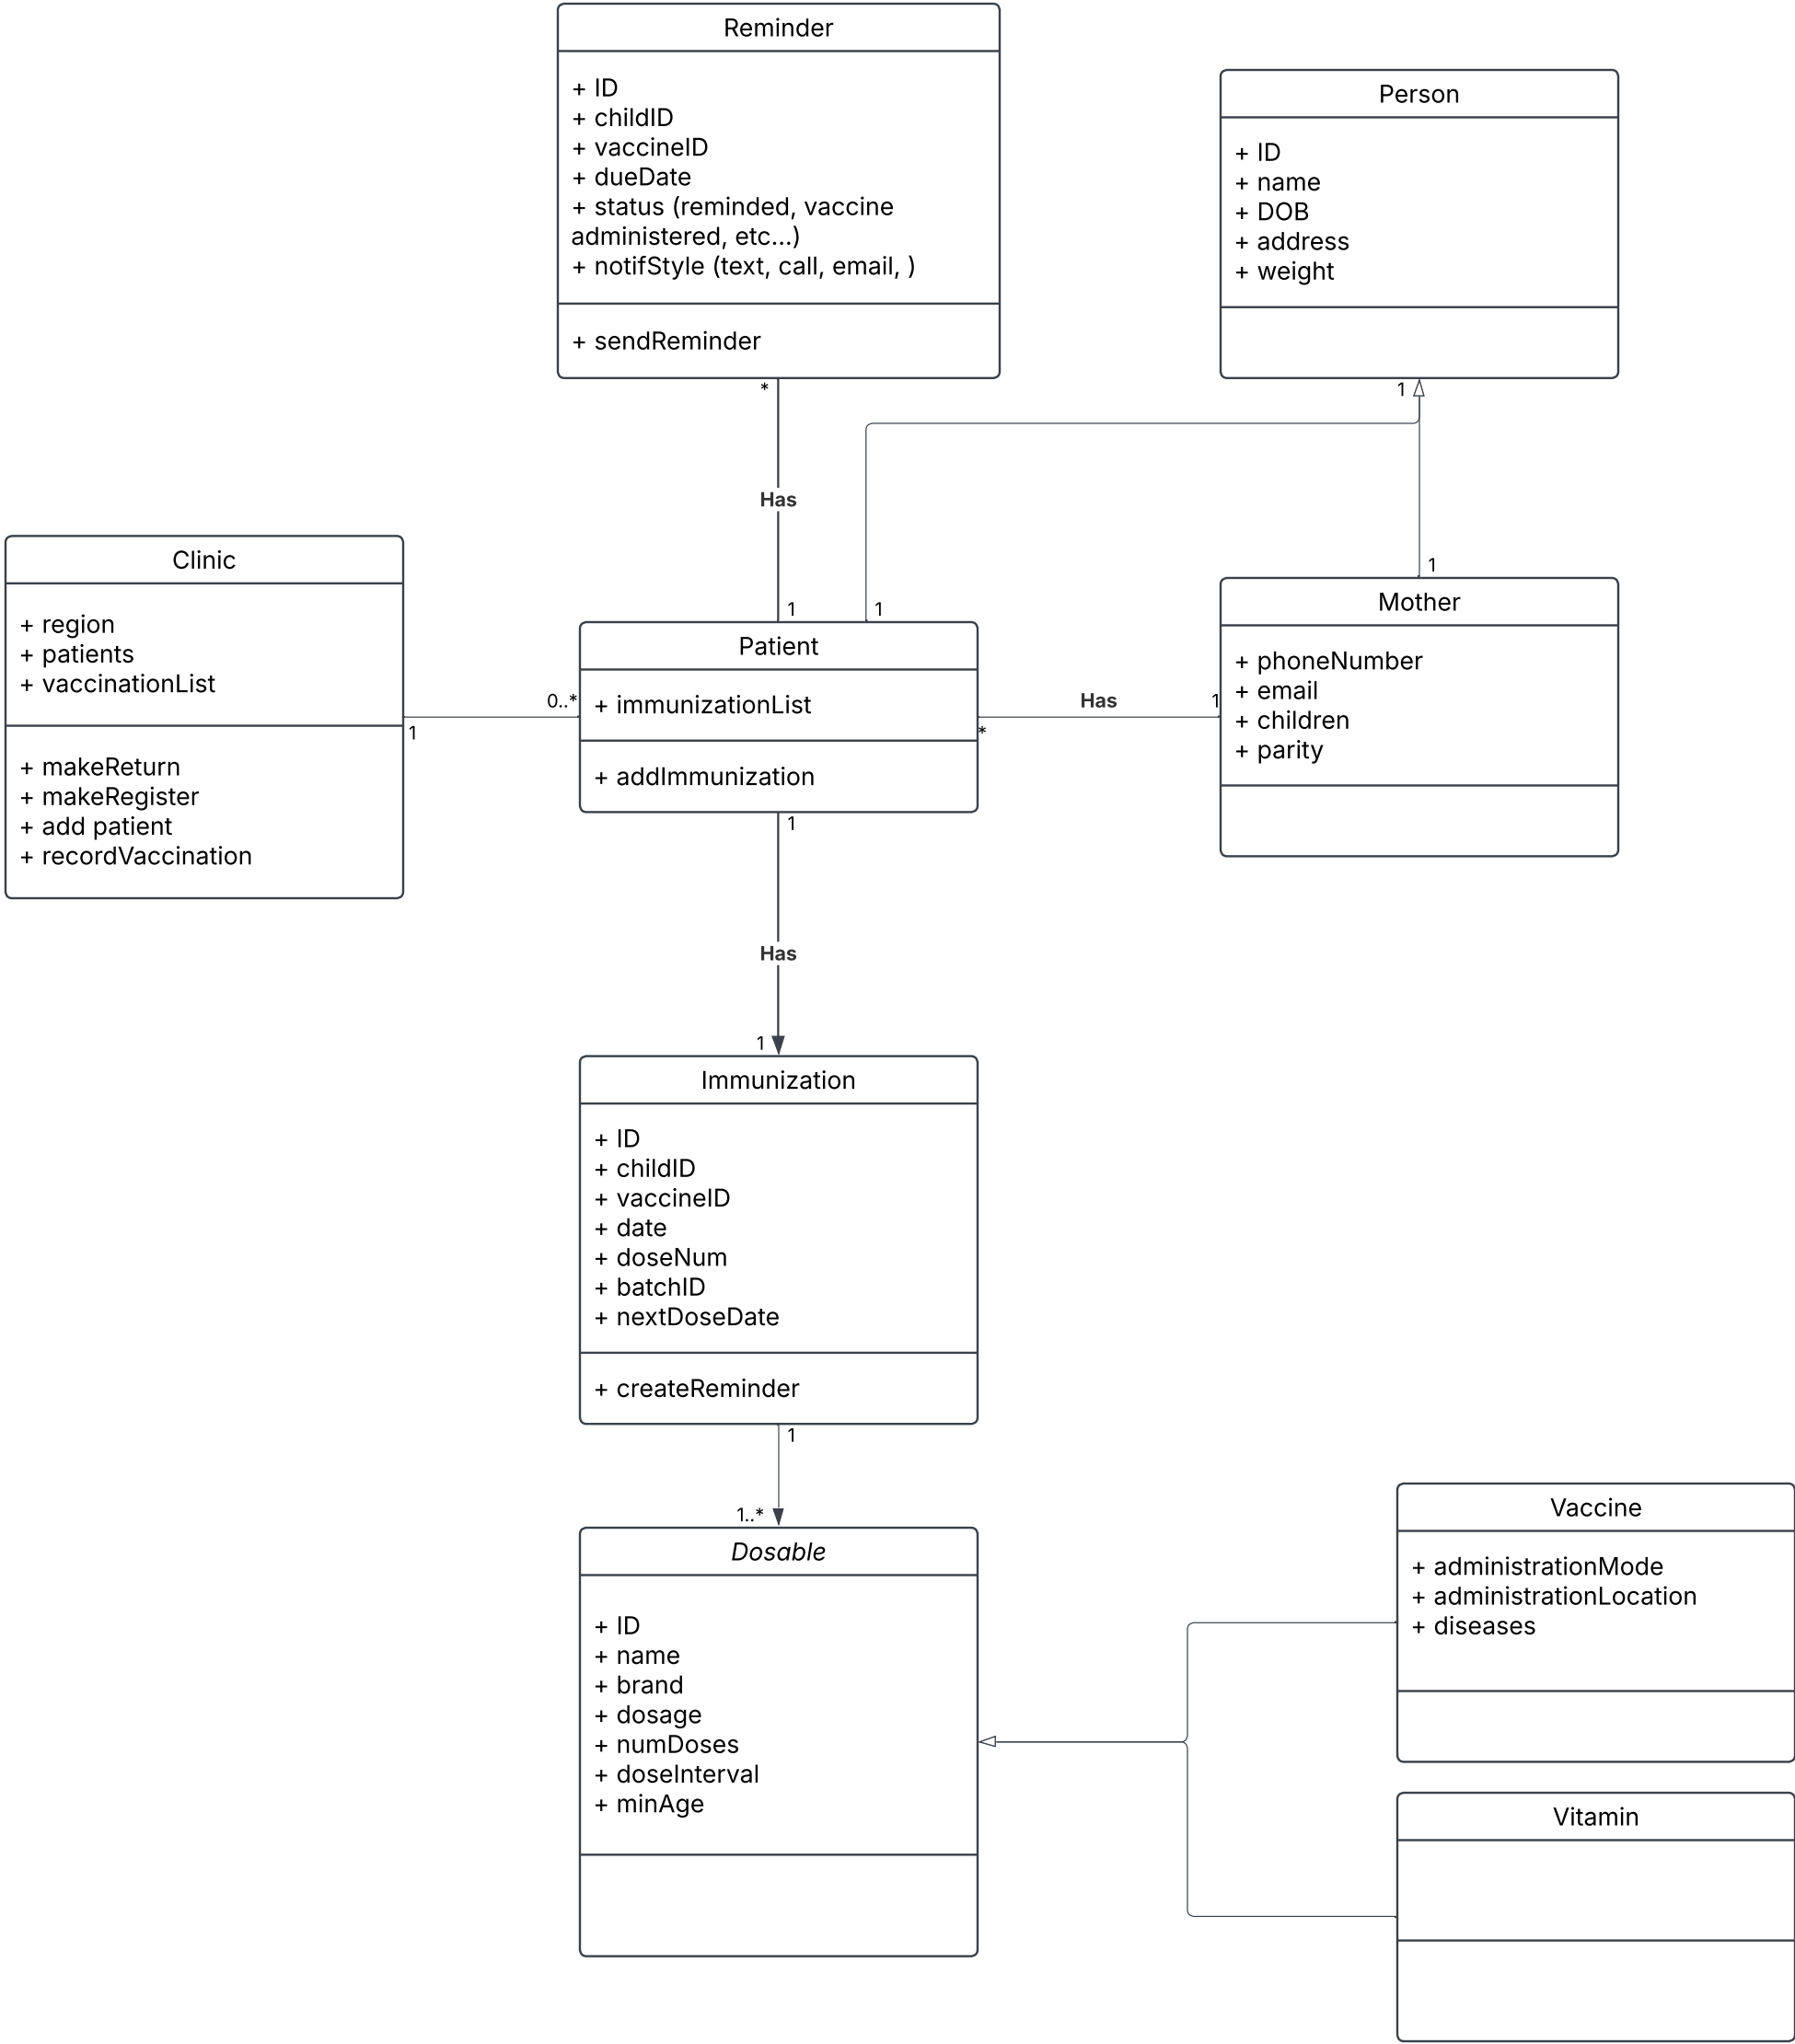 Reminder
+ ID
+ childID
+ vaccineID
+ dueDate
+ status (reminded, vaccine
administered, etc...)
+ notifStyle (text, call, email, )
+ sendReminder
*
Has
1
Person
+ ID
+ name
+ DOB
+ address
+ weight
1
1
1
Clinic
+ region
+ patients
+ vaccinationList
+ makeReturn
+ makeRegister
+ add patient
+ recordVaccination
1
0..*
Patient
+ immunizationList
+ addImmunization
*
Has
1
Mother
+ phoneNumber
+ email
+ children
+ parity
1
Has
1
Immunization
+ ID
+ childID
+ vaccineID
+ date
+ doseNum
+ batchID
+ nextDoseDate
+ createReminder
1
1..*
Dosable
+ ID
+ name
+ brand
+ dosage
+ numDoses
+ doseInterval
+ minAge
Vaccine
+ administrationMode
+ administrationLocation
+ diseases
Vitamin